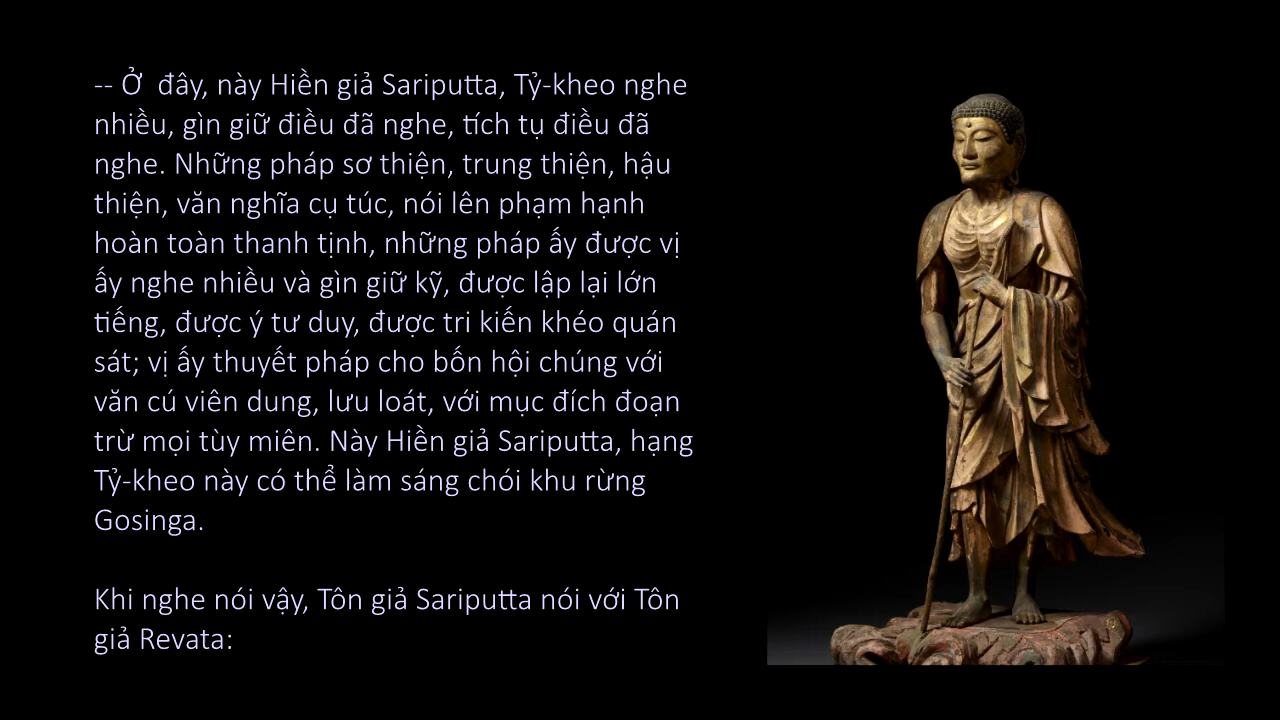 -- Ở  đây, này Hiền giả Sariputta, Tỷ-kheo nghe
nhiều, gìn giữ điều đã nghe, tích tụ điều đã
nghe. Những pháp sơ thiện, trung thiện, hậu
thiện, văn nghĩa cụ túc, nói lên phạm hạnh
hoàn toàn thanh tịnh, những pháp ấy được vị
ấy nghe nhiều và gìn giữ kỹ, được lập lại lớn
tiếng, được ý tư duy, được tri kiến khéo quán
sát; vị ấy thuyết pháp cho bốn hội chúng với
văn cú viên dung, lưu loát, với mục đích đoạn
trừ mọi tùy miên. Này Hiền giả Sariputta, hạng
Tỷ-kheo này có thể làm sáng chói khu rừng
Gosinga.
Khi nghe nói vậy, Tôn giả Sariputta nói với Tôn
giả Revata: